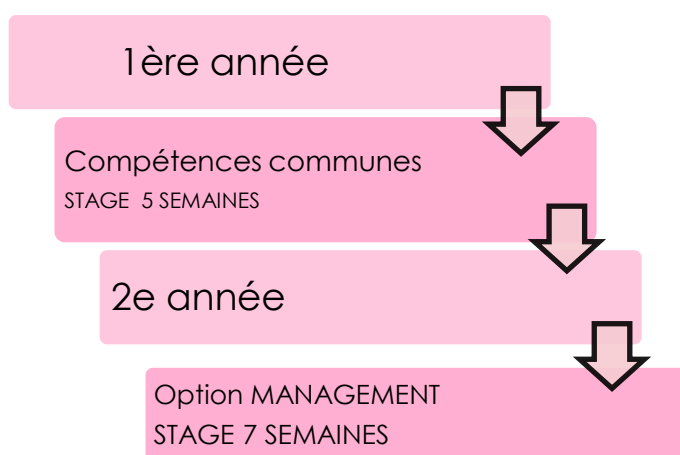 1ère année
Compétences communes
STAGE 5 SEMAINES
2e année
Option MANAGEMENT
STAGE 7 SEMAINES